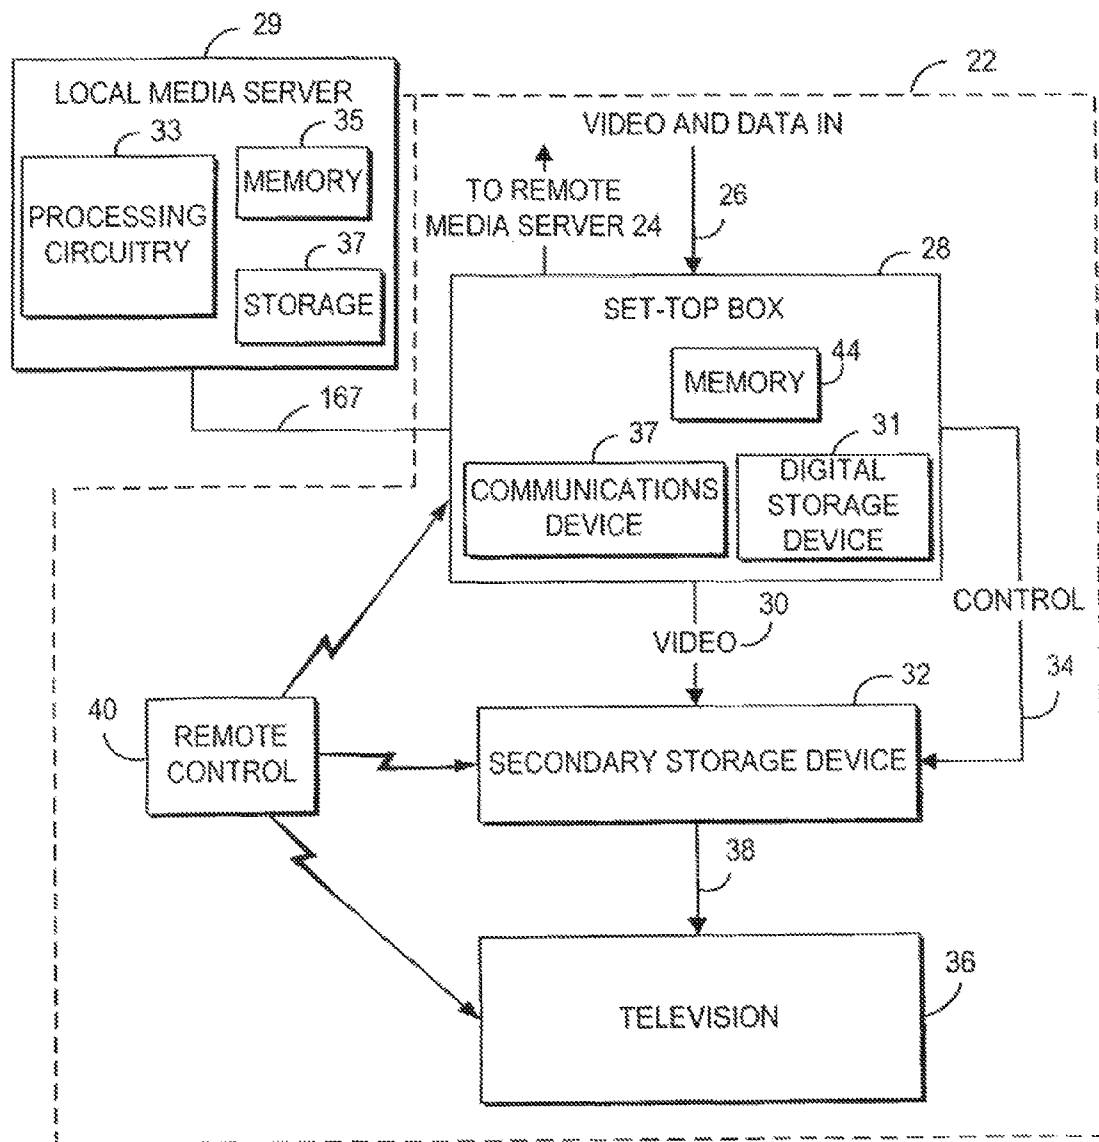 29
LOCAL MEDIA SERVER
33
PROCESSING
CIRCUITRY
35
MEMORY
37
STORAGE
22
VIDEO AND DATA IN
TO REMOTE
MEDIA SERVER 24
26
28
SET-TOP BOX
44
MEMORY
167
37
COMMUNICATIONS
DEVICE
31
DIGITAL
STORAGE
DEVICE
CONTROL
30
VIDEO
34
32
SECONDARY STORAGE DEVICE
40
REMOTE
CONTROL
38
36
TELEVISION